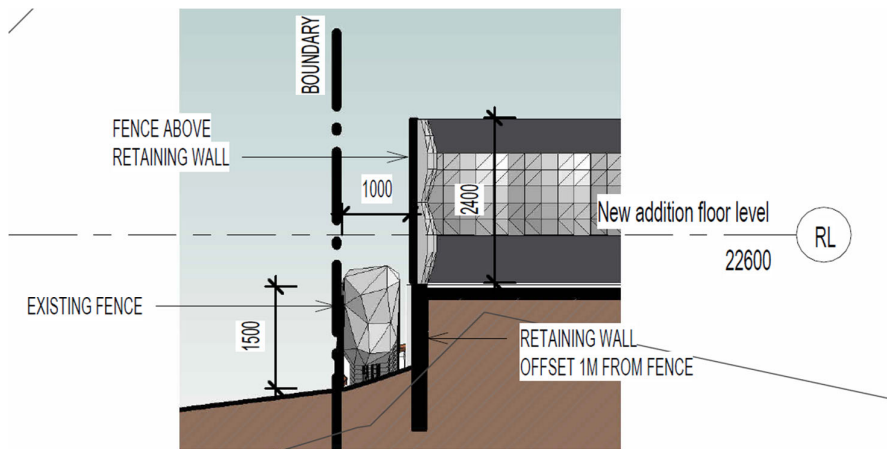 BOUNDARY
FENCE ABOVE
RETAINING WALL
1000
2400
New addition floor level
RL
22600
EXISTING FENCE
1500
RETAINING WALL
OFFSET 1M FROM FENCE